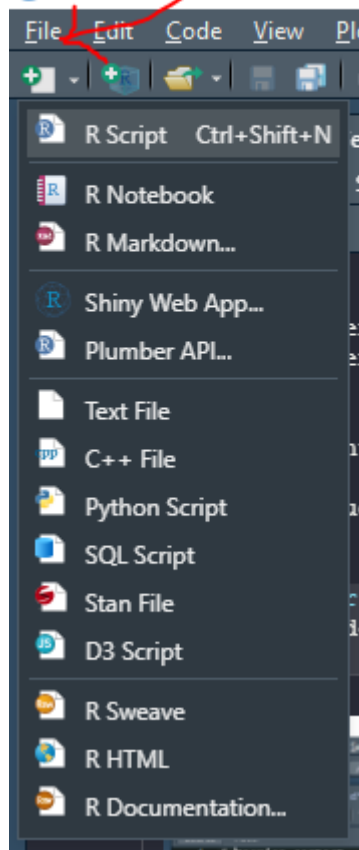 File Edit Code View
R Script Ctrl+Shift+N
R Notebook
R Markdown...
Shiny Web App...
Plumber API...
Text File
C++ File
Python Script
SQL Script
Stan File
D3 Script
R Sweave
R HTML
R Documentation...